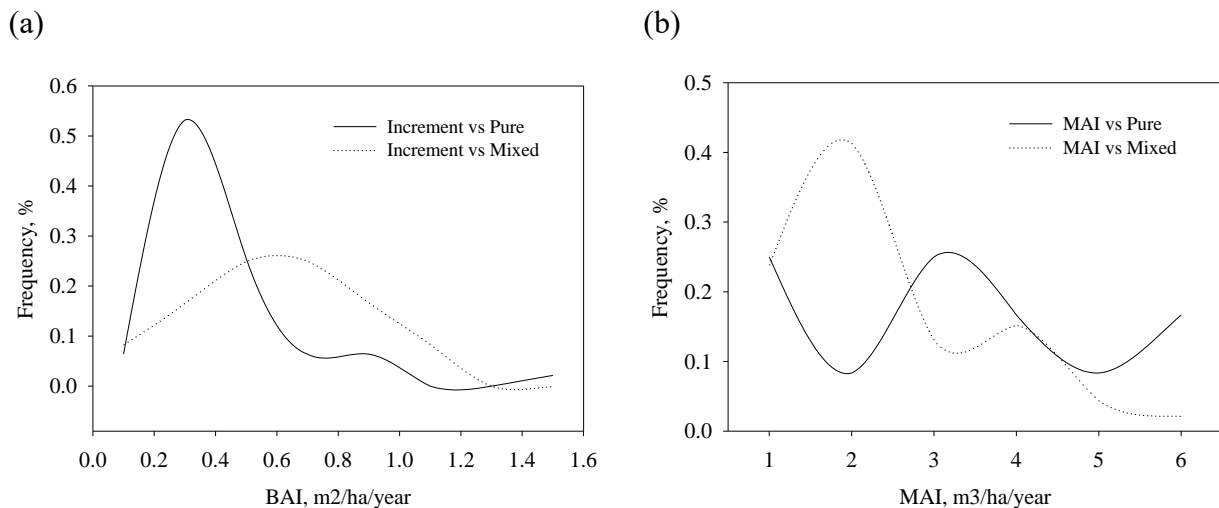 (a)
0.6
0.5
0.4
0.3
0.2
0.1
0.0
Frequency, %
Increment vs Pure
Increment vs Mixed
0.0 0.2 0.4 0.6 0.8 1.0 1.2 1.4 1.6
BAI, m2/ha/year
(b)
0.5
0.4
0.3
0.2
0.1
0.0
Frequency, %
MAI vs Pure
MAI vs Mixed
1 2 3 4 5 6
MAI, m3/ha/year